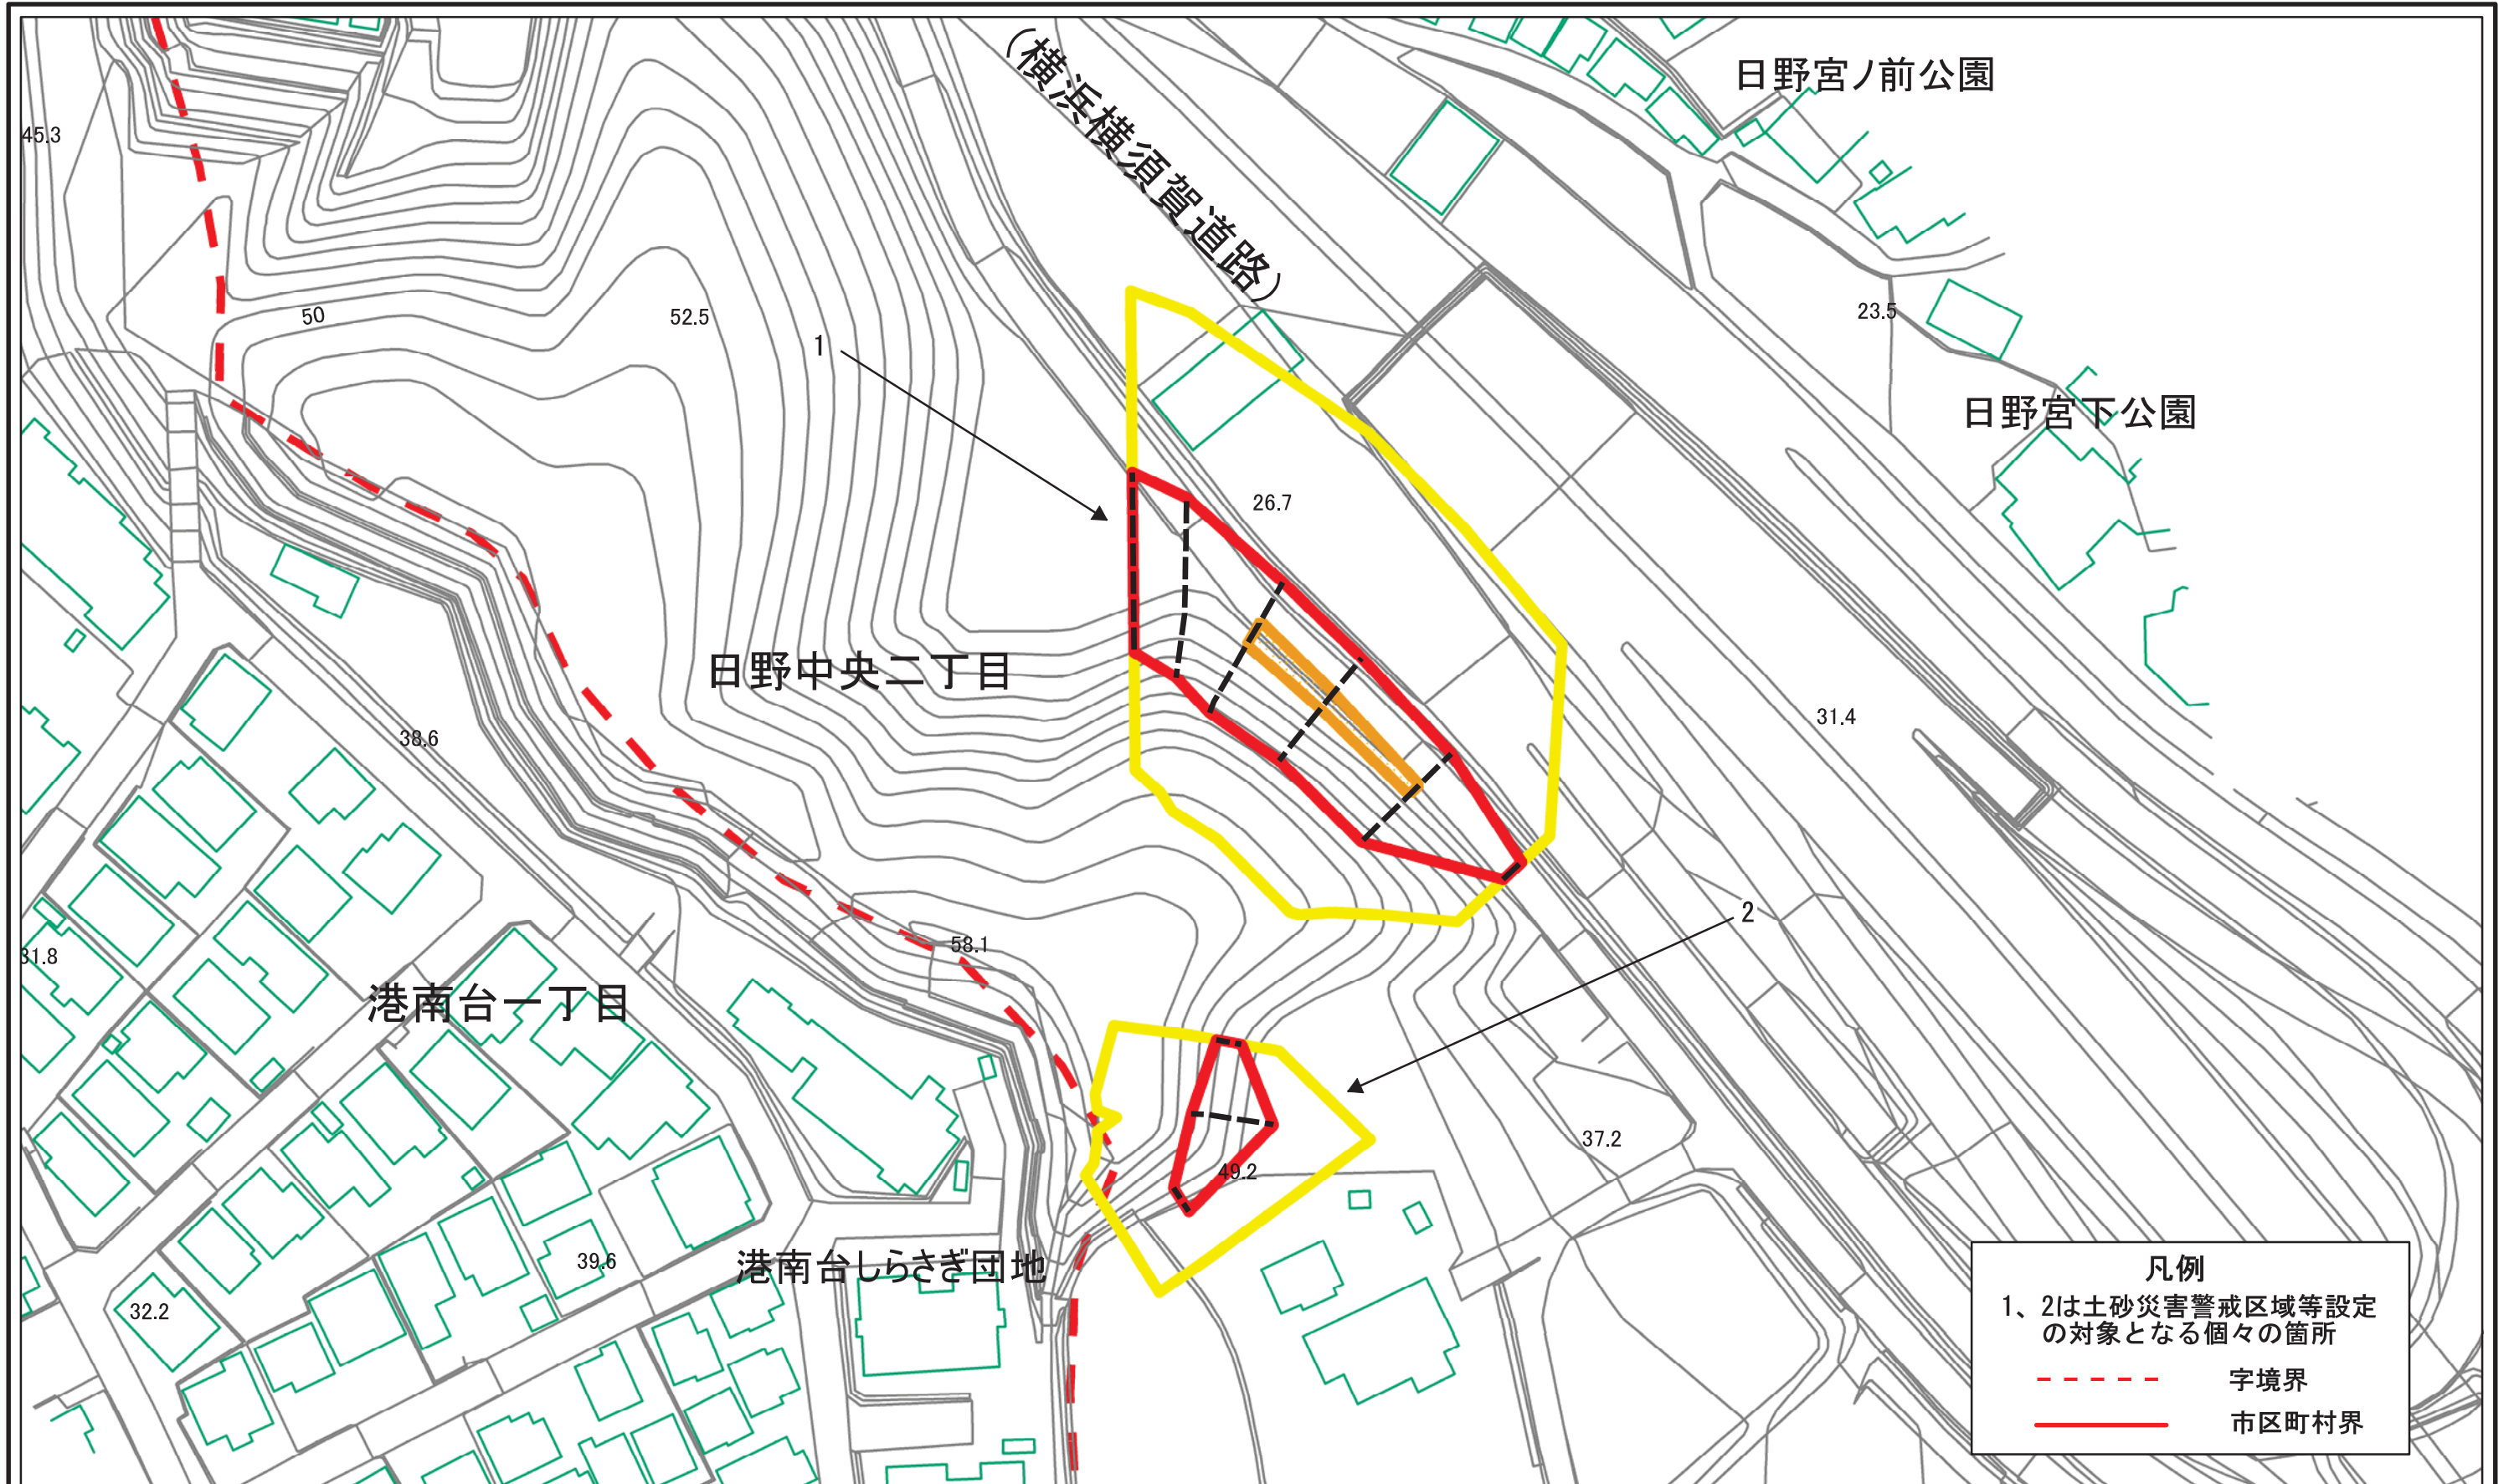 (横浜横須賀道路)
日野宮ノ前公園
45.3
50
52.5
1
23.5
日野宮下公園
26.7
日野中央二丁目
38.6
31.4
2
58.1
31.8
港南台一丁目
37.2
49.2
港南台しらさぎ団地
39.6
32.2
凡例
1、2は土砂災害警戒区域等設定
の対象となる個々の箇所
字境界
市区町村界